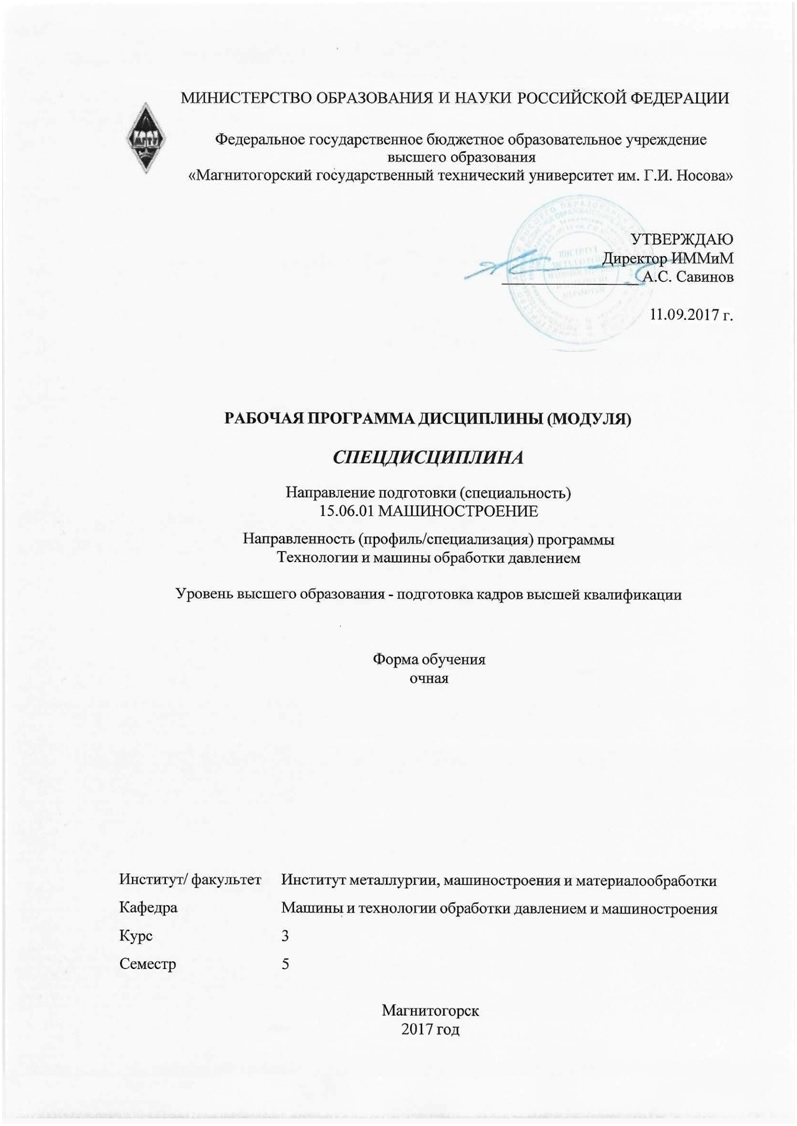 МИНИСТЕРСТВО ОБРАЗОВАНИЯ И НАУКИ РОССИЙСКОЙ ФЕДЕРАЦИИ
Федеральное государственное бюджетное образовательное учреждение
высшего образования
«Магнитогорский государственный технический университет им. Г.И. Носова»
УТВЕРЖДАЮ
Директор ИММиМ
А.С. Савинов
11.09.2017 г.
РАБОЧАЯ ПРОГРАММА ДИСЦИПЛИНЫ (МОДУЛЯ)
СПЕЦДИСЦИПЛИНА
Направление подготовки (специальность)
15.06.01 МАШИНОСТРОЕНИЕ
Направленность (профиль/специализация) программы
Технологии и машины обработки давлением
Уровень высшего образования - подготовка кадров высшей квалификации
Форма обучения
очная
Институт/ факультет Институт металлургии, машиностроения и материалообработки
Кафедра Машины и технологии обработки давлением и машиностроения
Курс 3
Семестр 5
Магнитогорск
2017 год